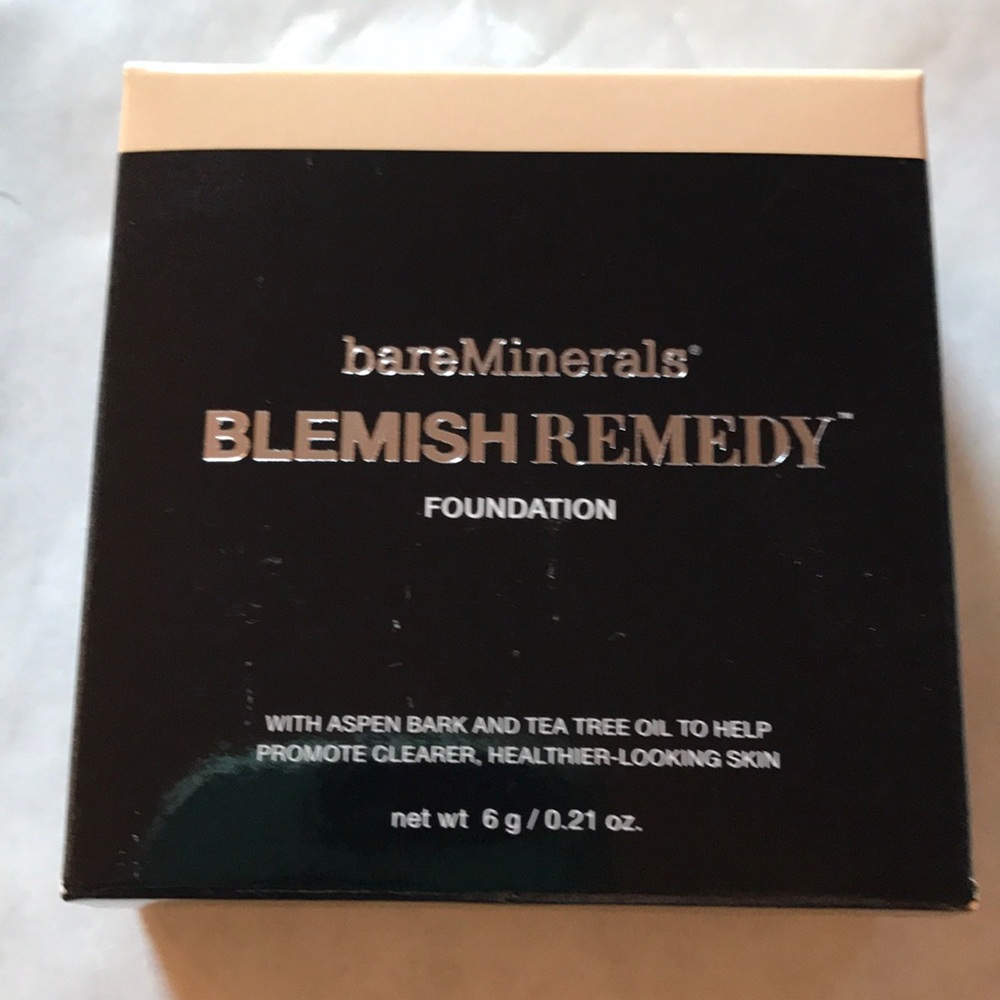 bareMinerals®
BLEMISH REMEDY™
FOUNDATION
WITH ASPEN BARK AND TEA TREE OIL TO HELP
PROMOTE CLEARER, HEALTHIER-LOOKING SKIN
net wt 6 g / 0.21 oz.